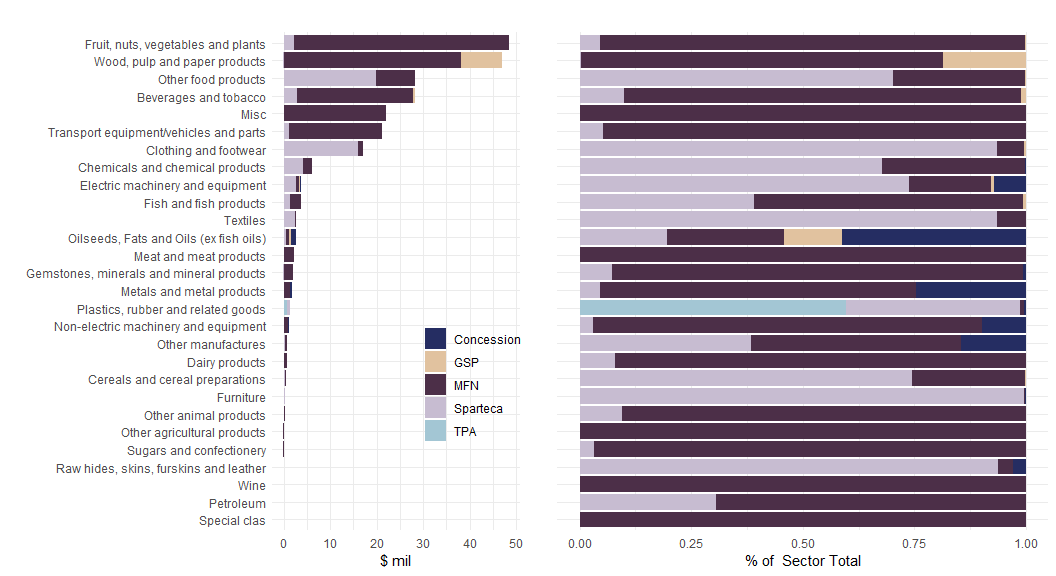 Fruit, nuts, vegetables and plants
Wood, pulp and paper products
Other food products
Beverages and tobacco
Misc
Transport equipment/vehicles and parts
Clothing and footwear
Chemicals and chemical products
Electric machinery and equipment
Fish and fish products
Textiles
Oilseeds, Fats and Oils (ex fish oils)
Meat and meat products
Gemstones, minerals and mineral products
Metals and metal products
Plastics, rubber and related goods
Non-electric machinery and equipment
Other manufactures
Dairy products
Cereals and cereal preparations
Furniture
Other animal products
Other agricultural products
Sugars and confectionery
Raw hides, skins, furskins and leather
Wine
Petroleum
Special clas
Concession
GSP
MFN
Sparteca
TPA
0 10 20 30 40 50
$ mil
0.00 0.25 0.50 0.75 1.00
% of  Sector Total